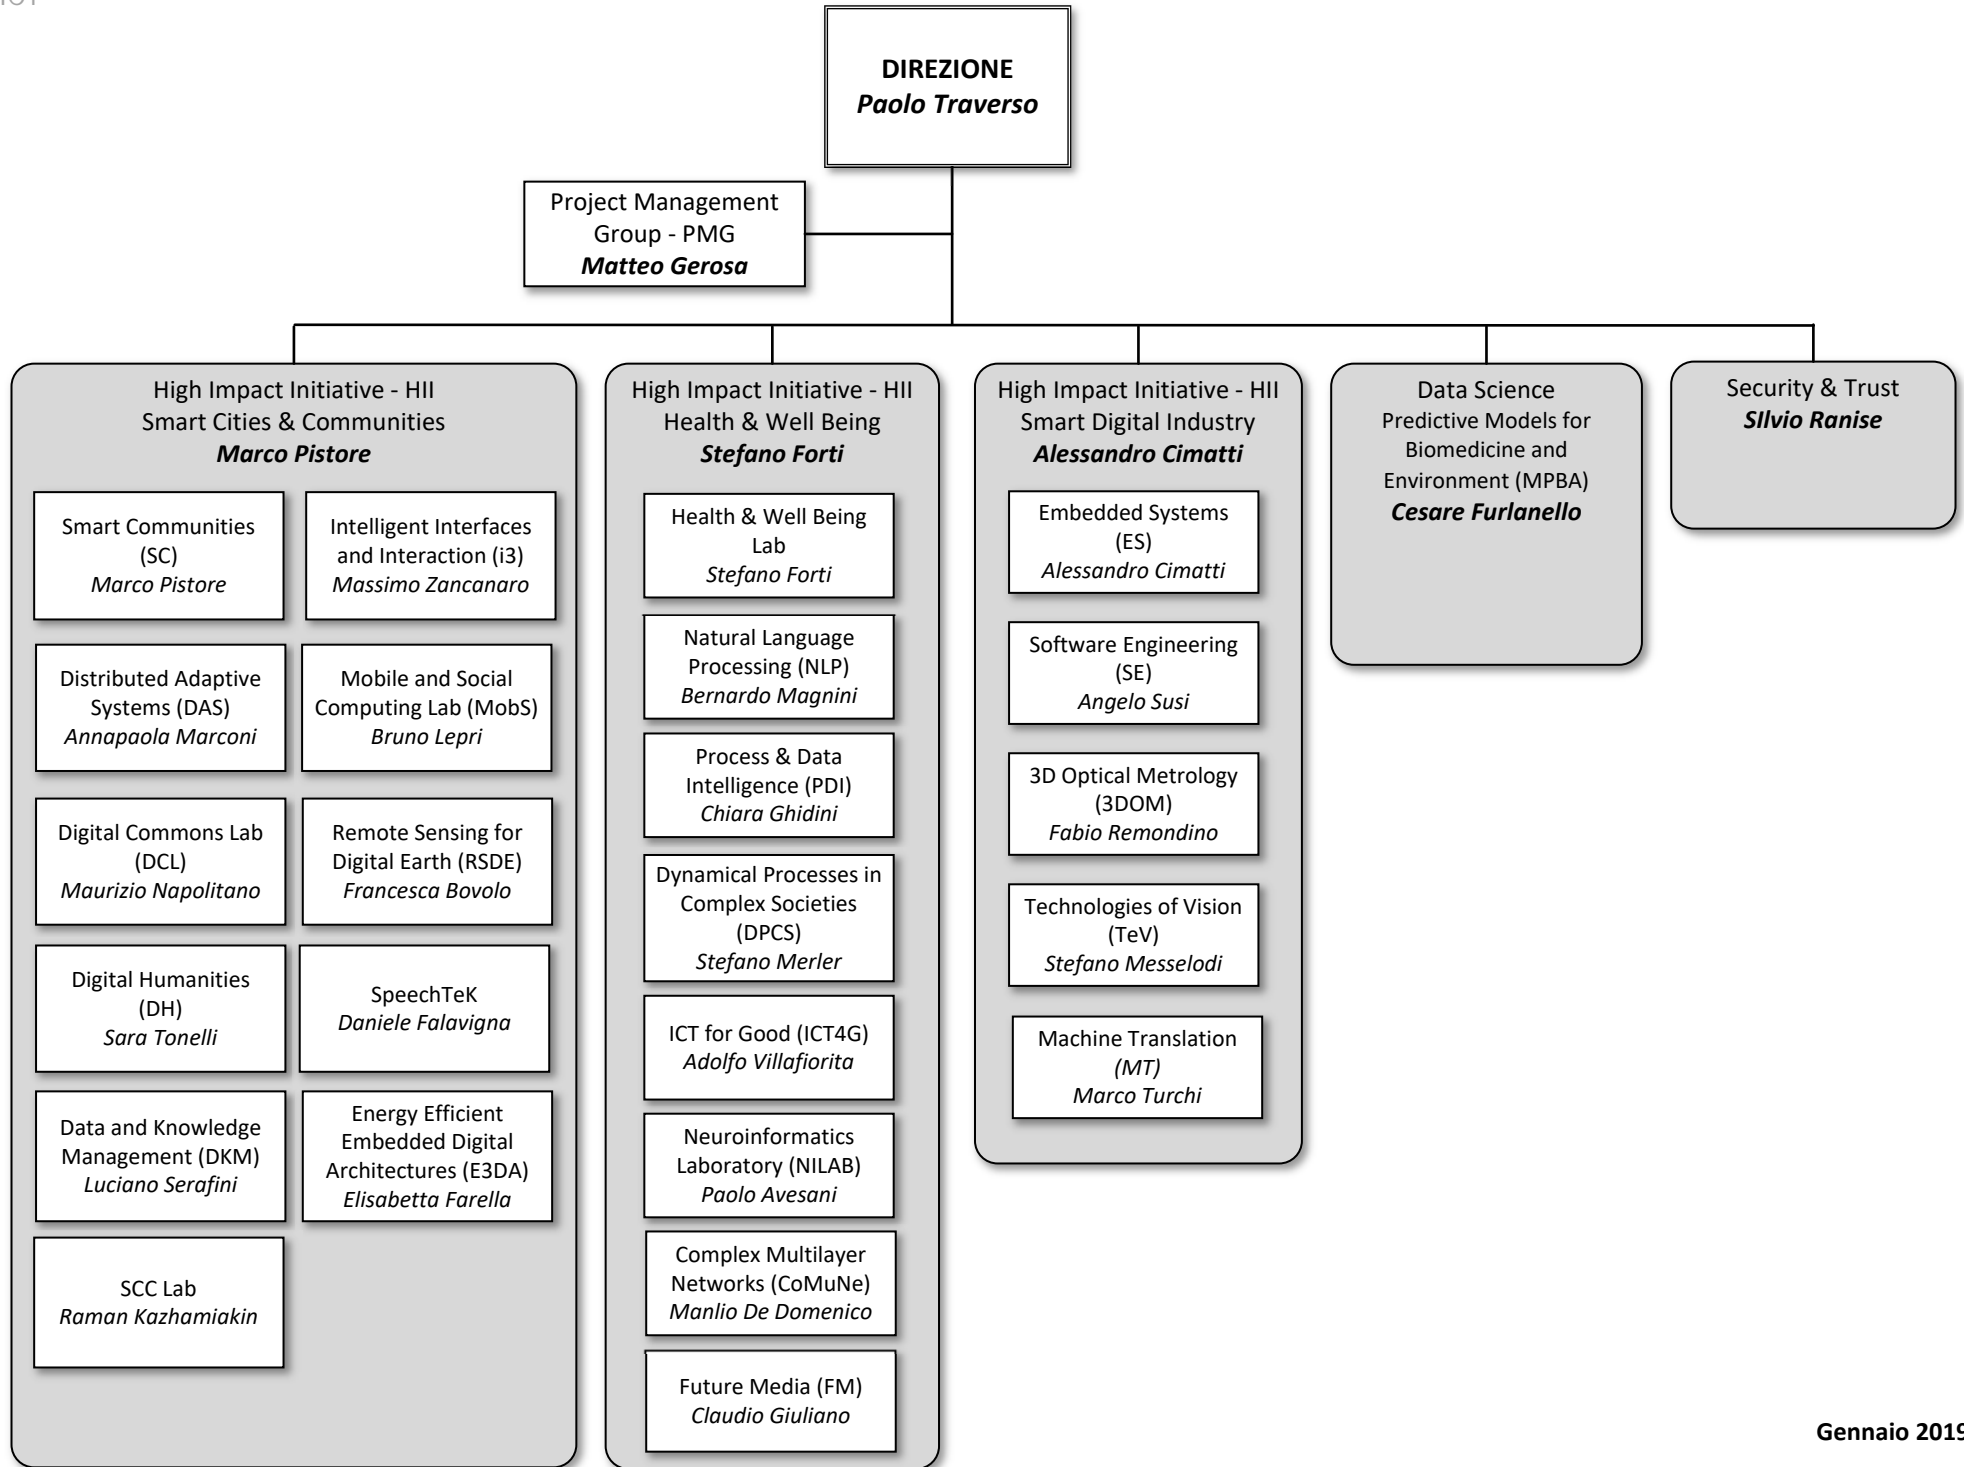 DIREZIONE
Paolo Traverso
Project Management
Group - PMG
Matteo Gerosa
High Impact Initiative - HII
Smart Cities & Communities
Marco Pistore
Smart Communities
(SC)
Marco Pistore
Intelligent Interfaces
and Interaction (i3)
Massimo Zancanaro
Distributed Adaptive
Systems (DAS)
Annapaola Marconi
Mobile and Social
Computing Lab (MobS)
Bruno Lepri
Digital Commons Lab
(DCL)
Maurizio Napolitano
Remote Sensing for
Digital Earth (RSDE)
Francesca Bovolo
Digital Humanities
(DH)
Sara Tonelli
SpeechTeK
Daniele Falavigna
Data and Knowledge
Management (DKM)
Luciano Serafini
Energy Efficient
Embedded Digital
Architectures (E3DA)
Elisabetta Farella
SCC Lab
Raman Kazhamiakin
High Impact Initiative - HII
Health & Well Being
Stefano Forti
Health & Well Being
Lab
Stefano Forti
Natural Language
Processing (NLP)
Bernardo Magnini
Process & Data
Intelligence (PDI)
Chiara Ghidini
Dynamical Processes in
Complex Societies
(DPCS)
Stefano Merler
ICT for Good (ICT4G)
Adolfo Villafiorita
Neuroinformatics
Laboratory (NILAB)
Paolo Avesani
Complex Multilayer
Networks (CoMuNe)
Manlio De Domenico
Future Media (FM)
Claudio Giuliano
High Impact Initiative - HII
Smart Digital Industry
Alessandro Cimatti
Embedded Systems
(ES)
Alessandro Cimatti
Software Engineering
(SE)
Angelo Susi
3D Optical Metrology
(3DOM)
Fabio Remondino
Technologies of Vision
(TeV)
Stefano Messelodi
Machine Translation
(MT)
Marco Turchi
Data Science
Predictive Models for
Biomedicine and
Environment (MPBA)
Cesare Furlanello
Security & Trust
SIlvio Ranise
Gennaio 2019